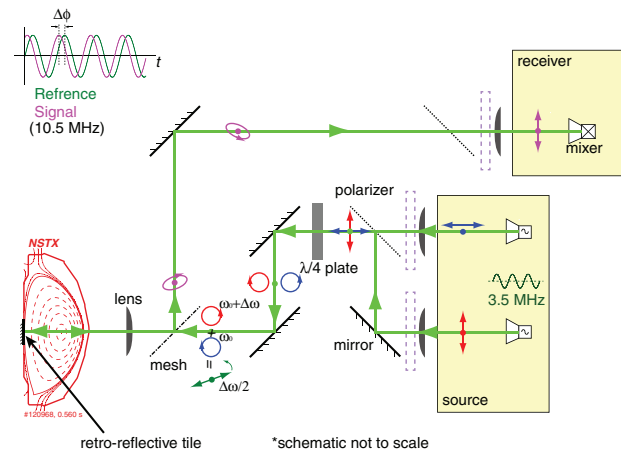 Δϕ
t
Refrence
Signal
(10.5 MHz)
receiver
mixer
polarizer
λ/4 plate
3.5 MHz
NSTX
lens
ω₀+Δω
+
ω₀
=
mesh
Δω/2
mirror
source
#120968, 0.560 s
retro-reflective tile
*schematic not to scale